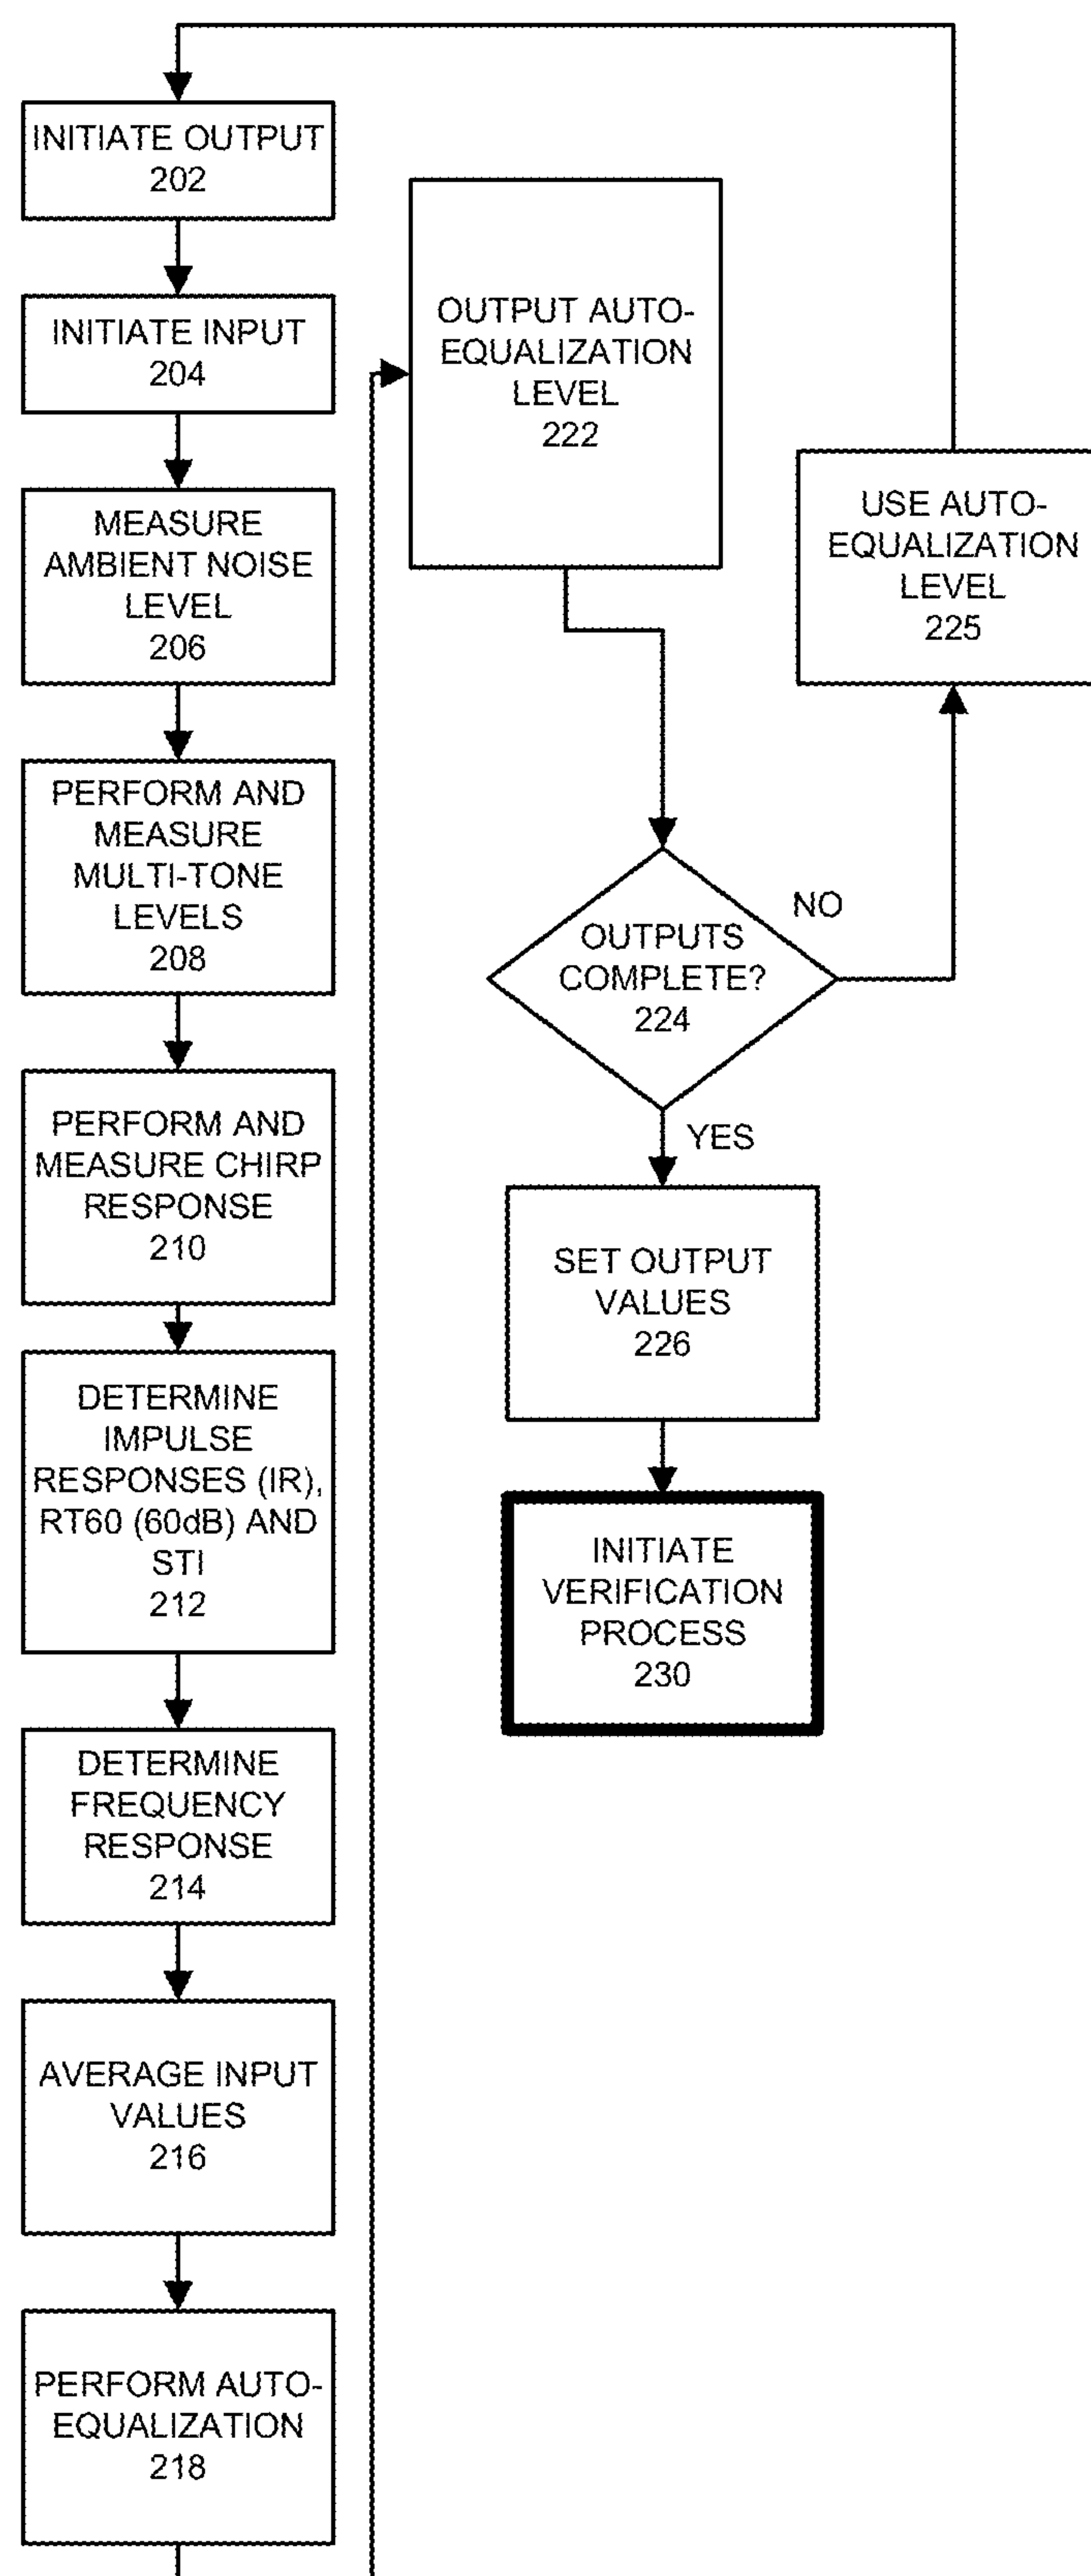 INITIATE OUTPUT
202
INITIATE INPUT
204
MEASURE
AMBIENT NOISE
LEVEL
206
PERFORM AND
MEASURE
MULTI-TONE
LEVELS
208
PERFORM AND
MEASURE CHIRP
RESPONSE
210
DETERMINE
IMPULSE
RESPONSES (IR),
RT60 (60dB) AND
STI
212
DETERMINE
FREQUENCY
RESPONSE
214
AVERAGE INPUT
VALUES
216
PERFORM AUTO-
EQUALIZATION
218
OUTPUT AUTO-
EQUALIZATION
LEVEL
222
OUTPUTS
COMPLETE?
224
NO
USE AUTO-
EQUALIZATION
LEVEL
225
YES
SET OUTPUT
VALUES
226
INITIATE
VERIFICATION
PROCESS
230